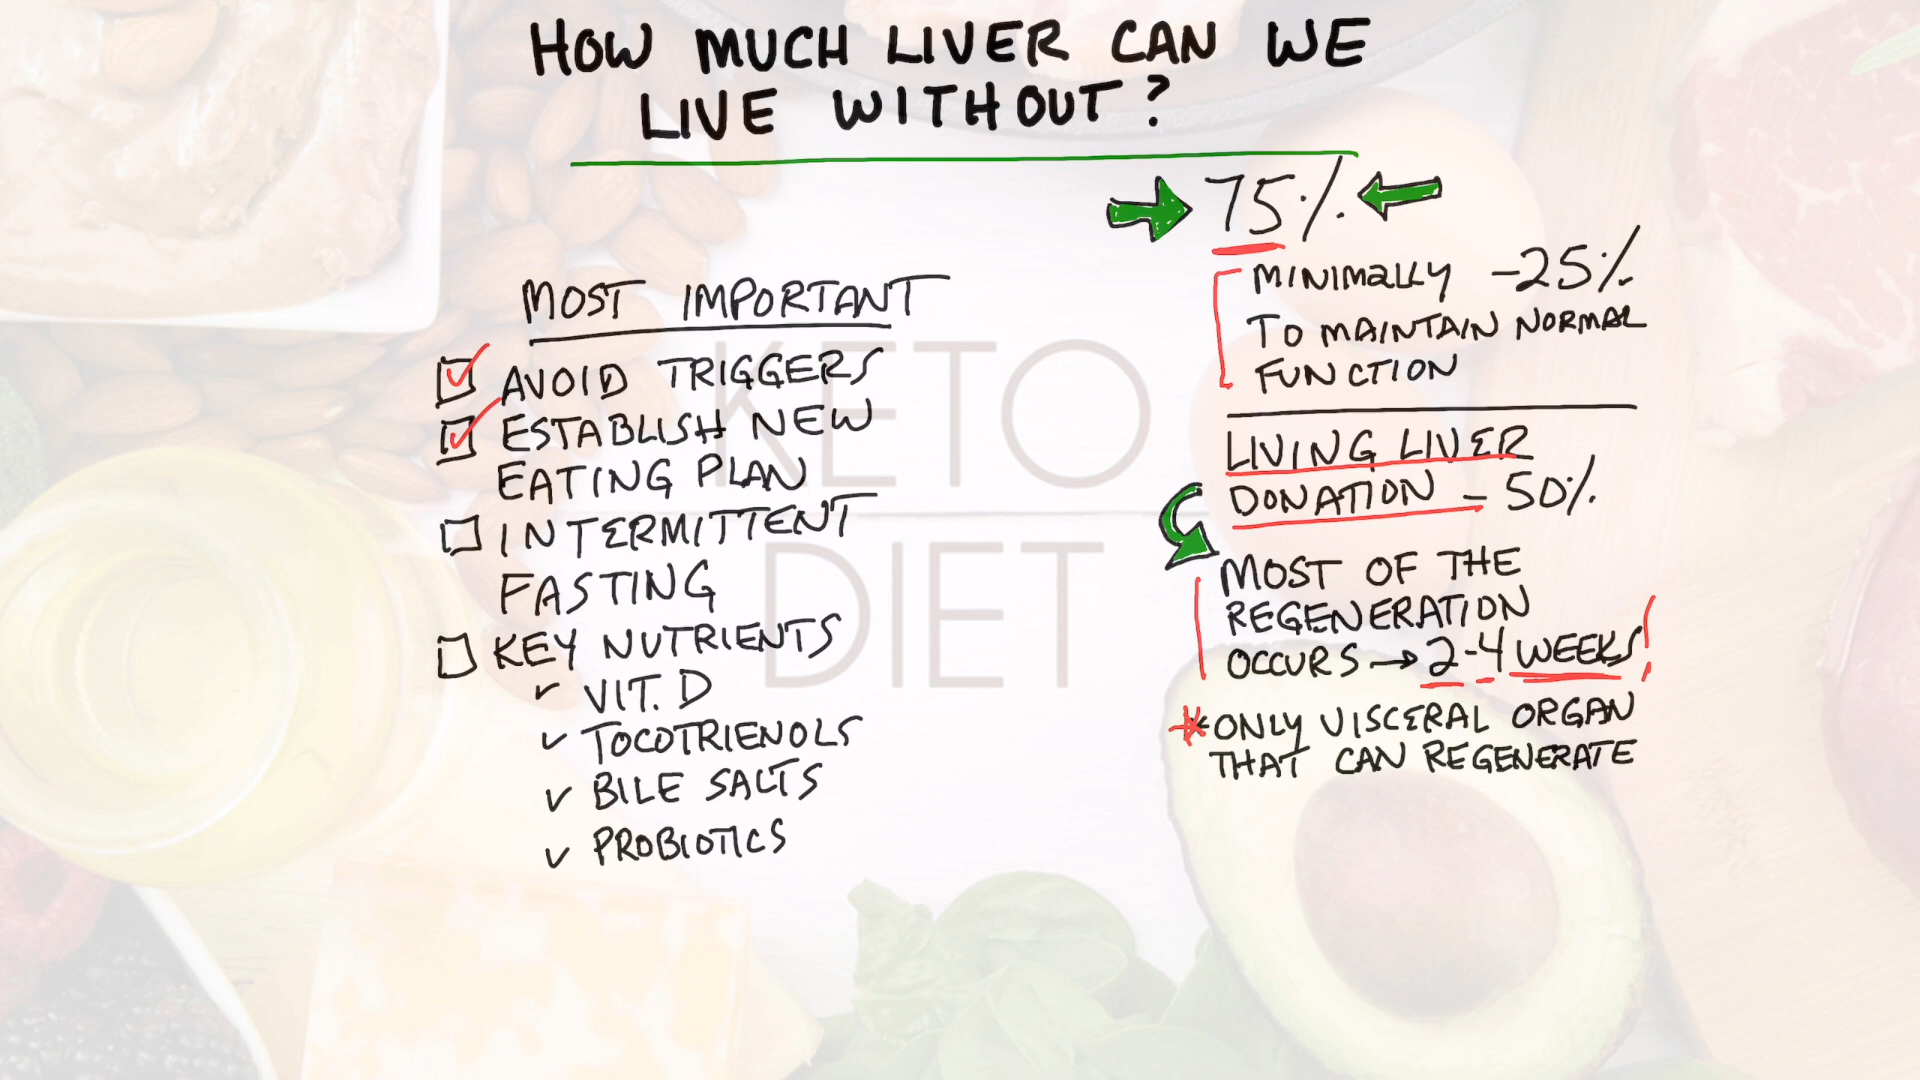 HOW MUCH LIVER CAN WE
LIVE WITHOUT?
75%
MINIMALLY -25%
TO MAINTAIN NORMAL
FUNCTION
LIVING LIVER
DONATION = 50%
MOST OF THE
REGENERATION
OCCURS → 2-4 WEEKS!
*ONLY VISCERAL ORGAN
THAT CAN REGENERATE
MOST IMPORTANT
AVOID TRIGGERS
ESTABLISH NEW
EATING PLAN
INTERMITTENT
FASTING
KEY NUTRIENTS
✓ VIT. D
✓ TOCOTRIENOLS
✓ BILE SALTS
✓ PROBIOTICS
KETO
DIET